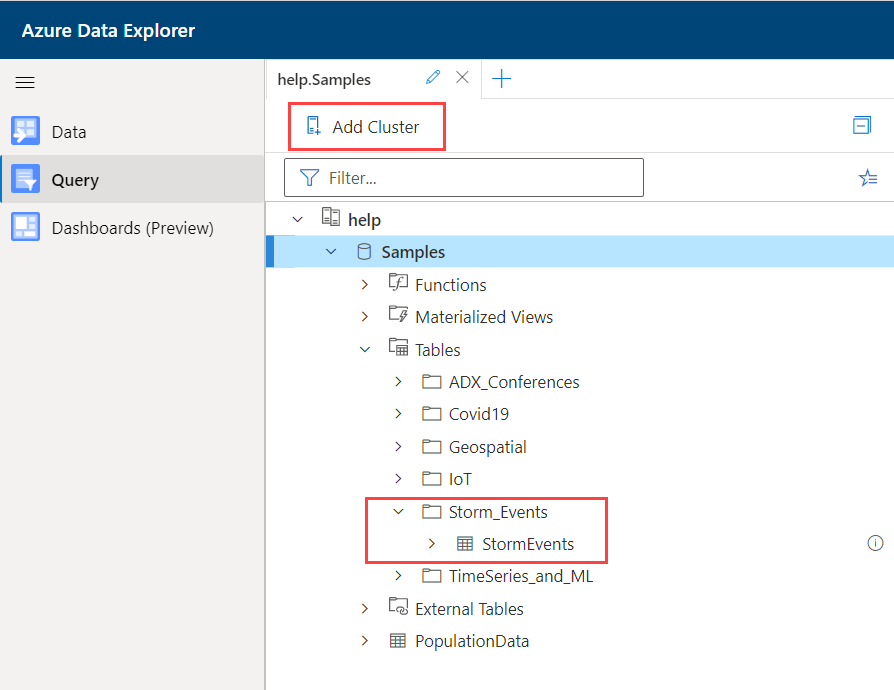 Azure Data Explorer
help.Samples
Add Cluster
Data
Query
Dashboards (Preview)
Filter...
help
Samples
Functions
Materialized Views
Tables
ADX_Conferences
Covid19
Geospatial
IoT
Storm_Events
StormEvents
TimeSeries_and_ML
External Tables
PopulationData